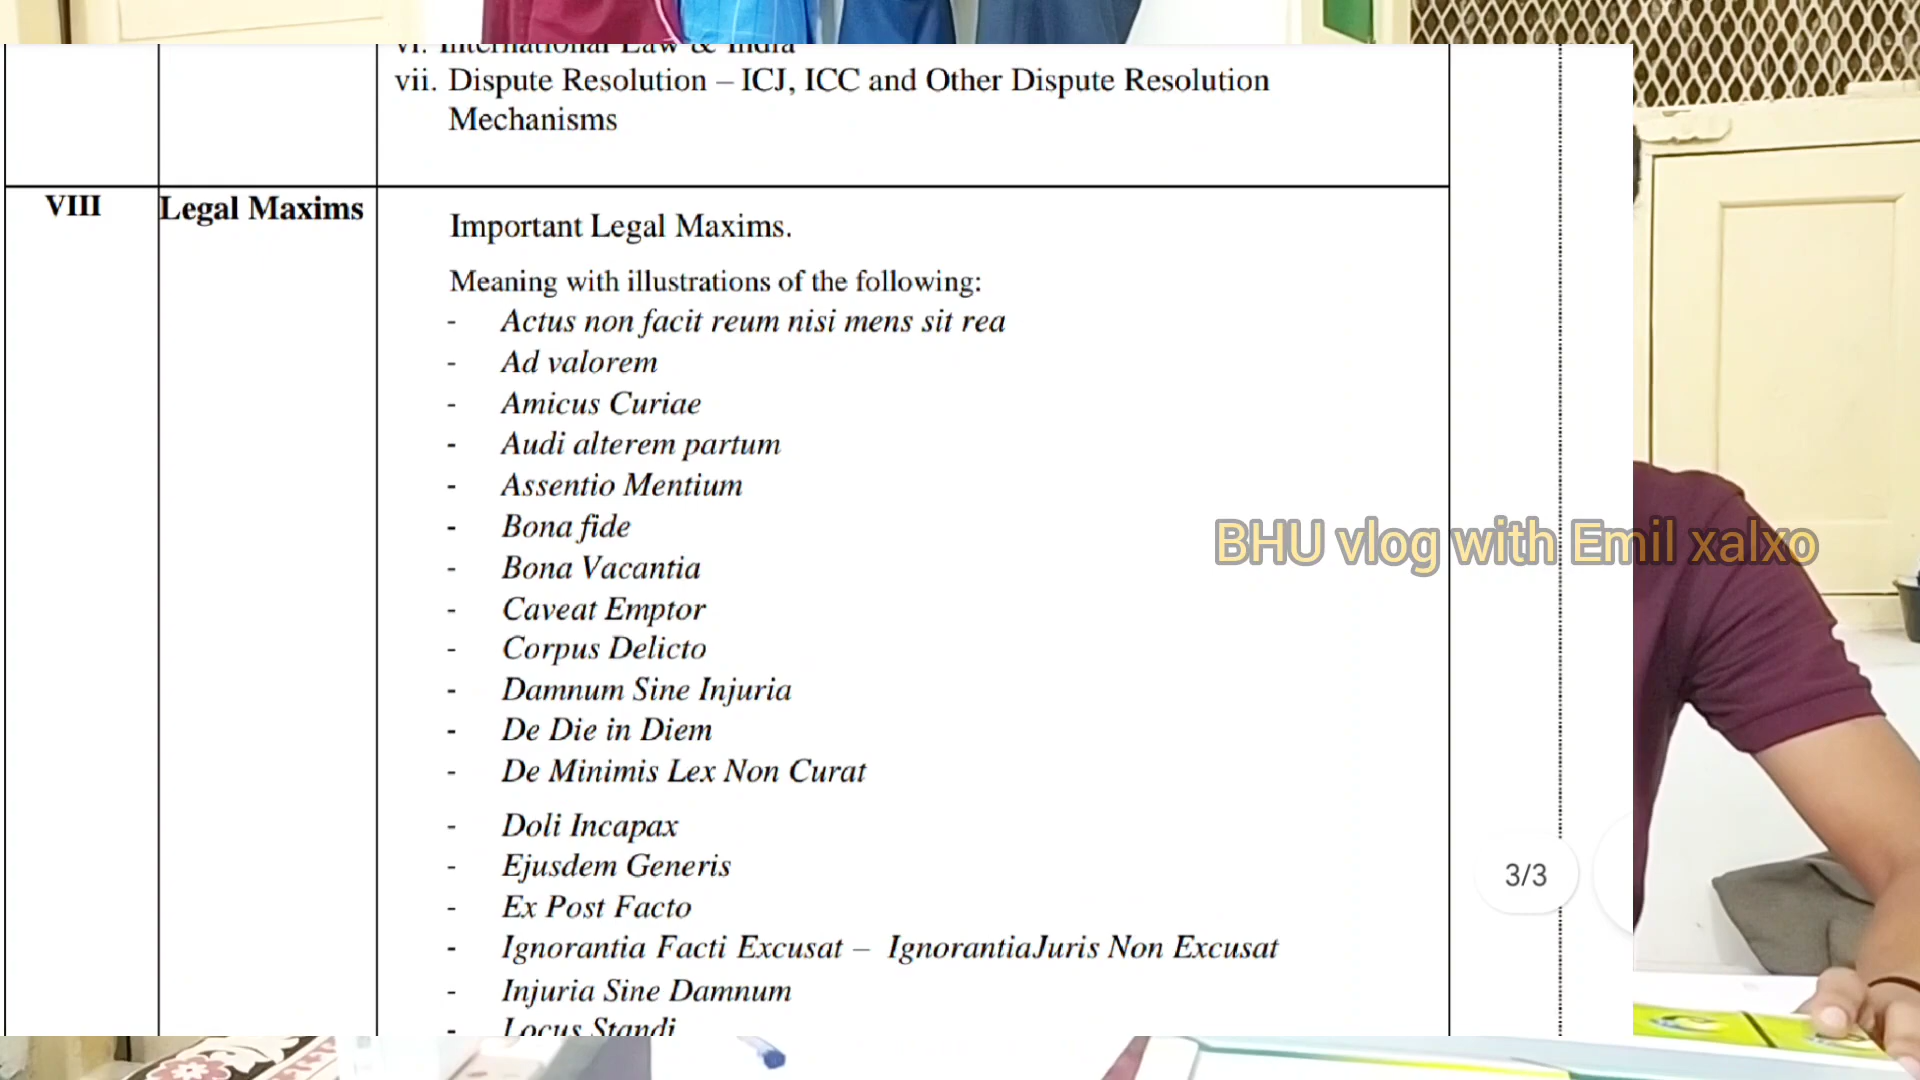 vi. International Law & India
vii. Dispute Resolution – ICJ, ICC and Other Dispute Resolution
Mechanisms
VIII
Legal Maxims
Important Legal Maxims.
Meaning with illustrations of the following:
- Actus non facit reum nisi mens sit rea
- Ad valorem
- Amicus Curiae
- Audi alterem partum
- Assentio Mentium
- Bona fide
- Bona Vacantia
- Caveat Emptor
- Corpus Delicto
- Damnum Sine Injuria
- De Die in Diem
- De Minimis Lex Non Curat
- Doli Incapax
- Ejusdem Generis
- Ex Post Facto
- Ignorantia Facti Excusat – IgnorantiaJuris Non Excusat
- Injuria Sine Damnum
- Locus Standi
BHU vlog with Emil xalxo
3/3